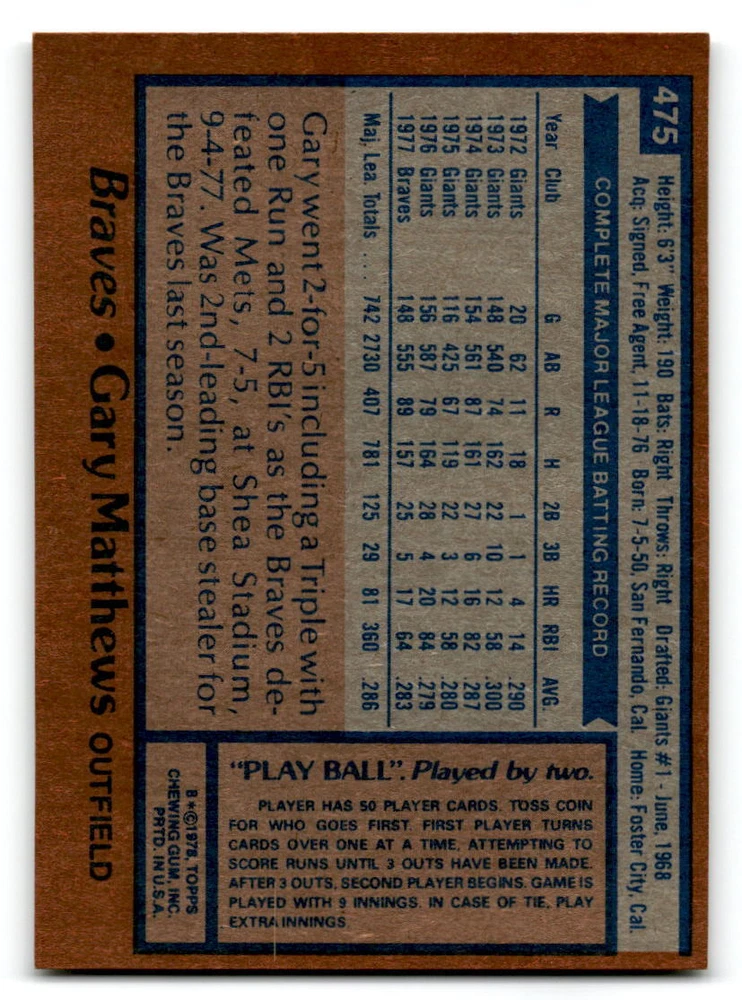 475
Height: 6'3" Weight: 190 Bats: Right Throws: Right Drafted: Giants #1 - June, 1968
Acq: Signed, Free Agent, 11-18-76 Born: 7-5-50, San Fernando, Cal. Home: Foster City, Cal.
COMPLETE MAJOR LEAGUE BATTING RECORD
Year Club G AB R H 2B 3B HR RBI AVG.
1972 Giants 20 62 11 18 1 1 4 14 .290
1973 Giants 148 540 74 162 22 10 12 58 .300
1974 Giants 154 561 87 161 27 6 16 82 .287
1975 Giants 116 425 67 119 22 3 12 58 .280
1976 Giants 156 587 79 164 28 4 20 84 .279
1977 Braves 148 555 89 157 25 5 17 64 .283
Maj. Lea. Totals .... 742 2730 407 781 125 29 81 360 .286
Gary went 2-for-5 including a Triple with
one Run and 2 RBI's as the Braves de-
feated Mets, 7-5, at Shea Stadium,
9-4-77. Was 2nd-leading base stealer for
the Braves last season.
"PLAY BALL". Played by two.
PLAYER HAS 50 PLAYER CARDS. TOSS COIN
FOR WHO GOES FIRST. FIRST PLAYER TURNS
CARDS OVER ONE AT A TIME, ATTEMPTING TO
SCORE RUNS UNTIL 3 OUTS HAVE BEEN MADE.
AFTER 3 OUTS, SECOND PLAYER BEGINS. GAME IS
PLAYED WITH 9 INNINGS. IN CASE OF TIE, PLAY
EXTRA INNINGS.
B*©1978, TOPPS
CHEWING GUM, INC.
PRTD. IN U.S.A.
Braves • Gary Matthews OUTFIELD